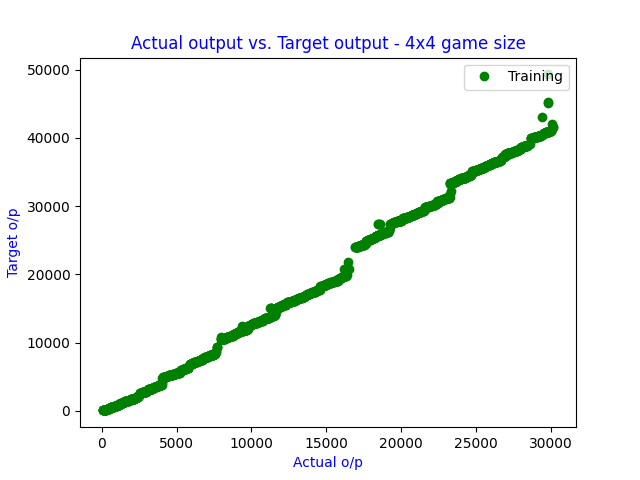 Actual output vs. Target output - 4x4 game size
Training
50000
40000
30000
20000
10000
0
Target o/p
0 5000 10000 15000 20000 25000 30000
Actual o/p